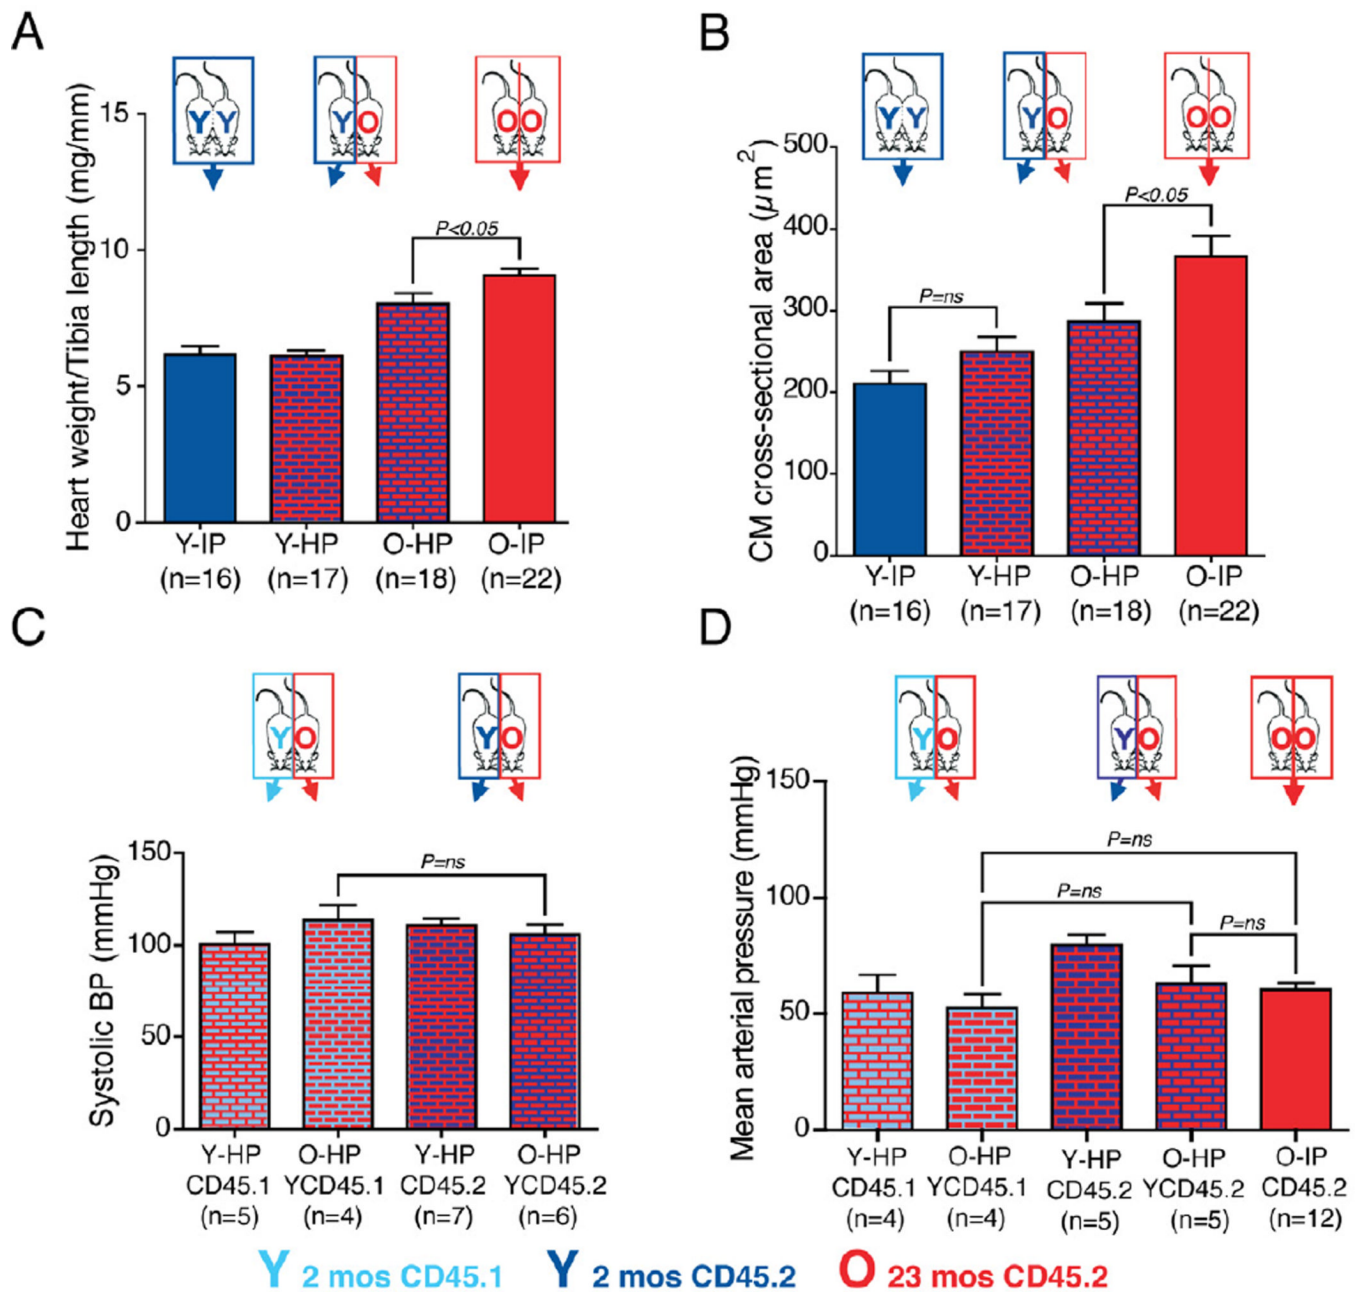 A
Heart weight/Tibia length (mg/mm)
15
10
5
0
Y Y
Y O
O O
P<0.05
Y-IP
(n=16)
Y-HP
(n=17)
O-HP
(n=18)
O-IP
(n=22)
B
CM cross-sectional area (μm²)
500
400
300
200
100
0
Y Y
Y O
O O
P=ns
P<0.05
Y-IP
(n=16)
Y-HP
(n=17)
O-HP
(n=18)
O-IP
(n=22)
C
Systolic BP (mmHg)
150
100
50
0
Y O
Y O
P=ns
Y-HP
CD45.1
(n=5)
O-HP
YCD45.1
(n=4)
Y-HP
CD45.2
(n=7)
O-HP
YCD45.2
(n=6)
D
Mean arterial pressure (mmHg)
150
100
50
0
Y O
Y O
O O
P=ns
P=ns
P=ns
Y-HP
CD45.1
(n=4)
O-HP
YCD45.1
(n=4)
Y-HP
CD45.2
(n=5)
O-HP
YCD45.2
(n=5)
O-IP
CD45.2
(n=12)
Y 2 mos CD45.1
Y 2 mos CD45.2
O 23 mos CD45.2